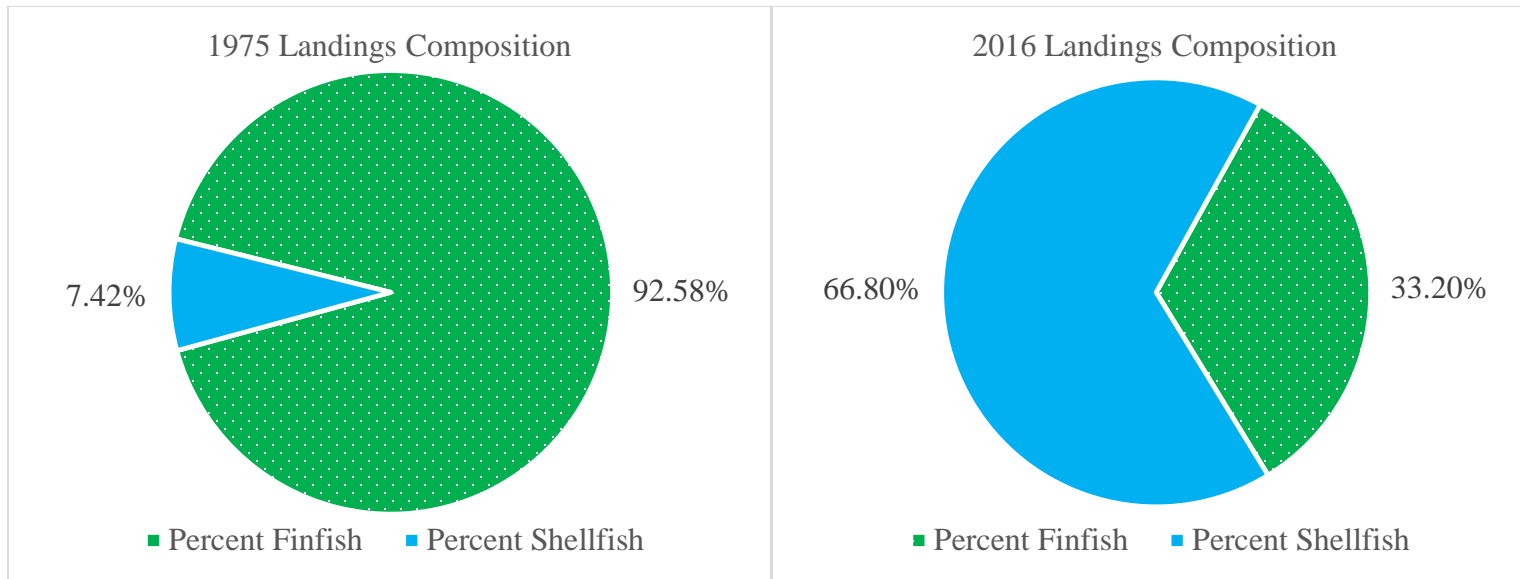 1975 Landings Composition
7.42%
92.58%
Percent Finfish
Percent Shellfish
2016 Landings Composition
66.80%
33.20%
Percent Finfish
Percent Shellfish